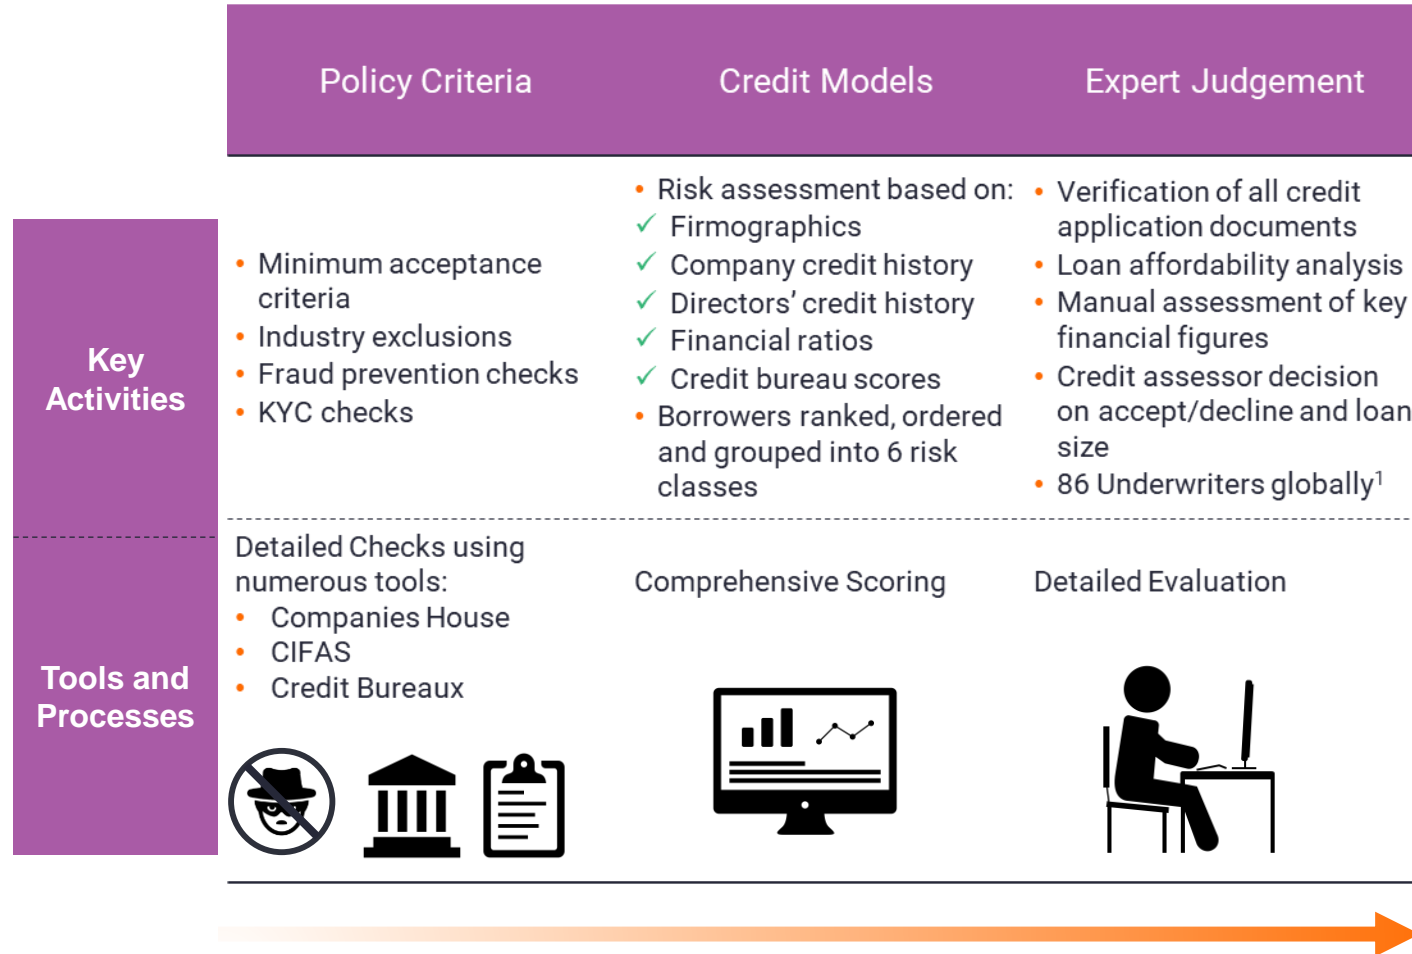 Policy Criteria
Credit Models
Expert Judgement
Key
Activities
• Minimum acceptance
criteria
• Industry exclusions
• Fraud prevention checks
• KYC checks
• Risk assessment based on:
✓ Firmographics
✓ Company credit history
✓ Directors’ credit history
✓ Financial ratios
✓ Credit bureau scores
• Borrowers ranked, ordered
and grouped into 6 risk
classes
• Verification of all credit
application documents
• Loan affordability analysis
• Manual assessment of key
financial figures
• Credit assessor decision
on accept/decline and loan
size
• 86 Underwriters globally¹
Tools and
Processes
Detailed Checks using
numerous tools:
• Companies House
• CIFAS
• Credit Bureaux
Comprehensive Scoring
Detailed Evaluation